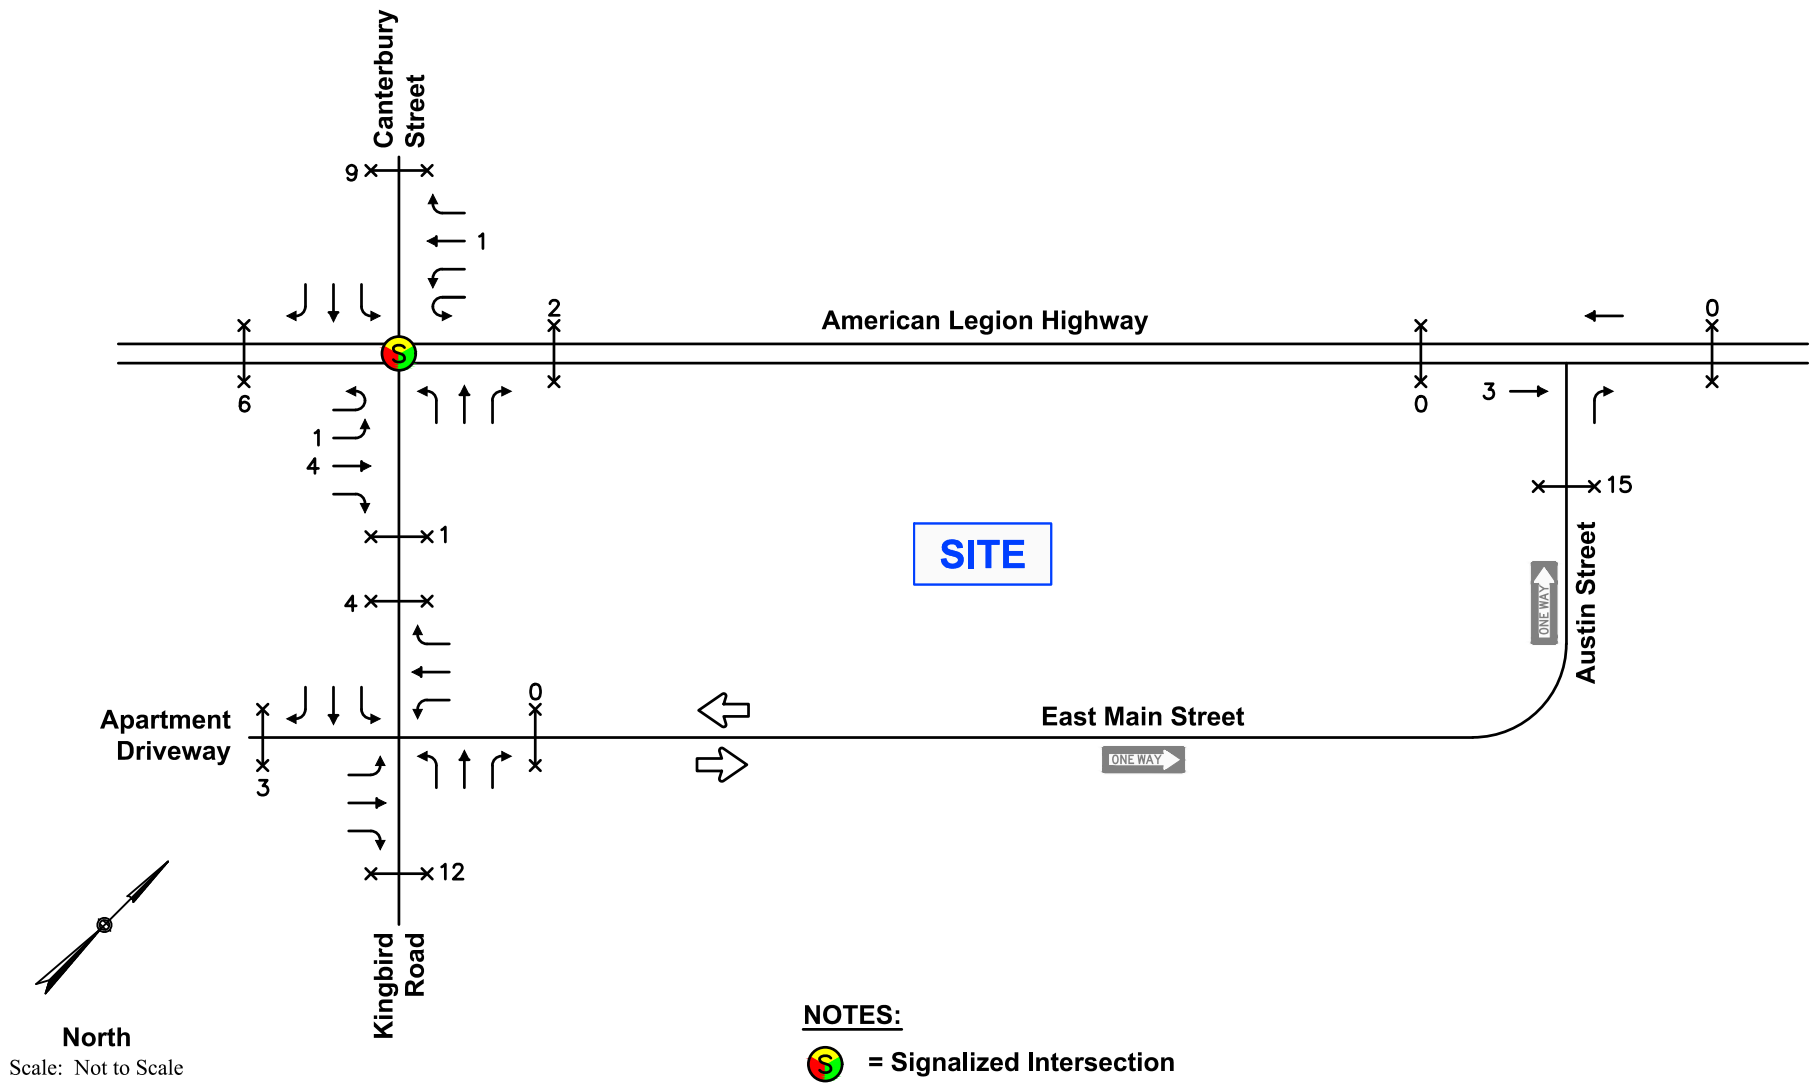 Canterbury
Street
9
1
2
0
American Legion Highway
S
6
3
0
1
4
15
1
SITE
ONE WAY
Austin Street
4
0
Apartment
Driveway
East Main Street
ONE WAY
3
12
Kingbird
Road
North
Scale: Not to Scale
NOTES:
S = Signalized Intersection